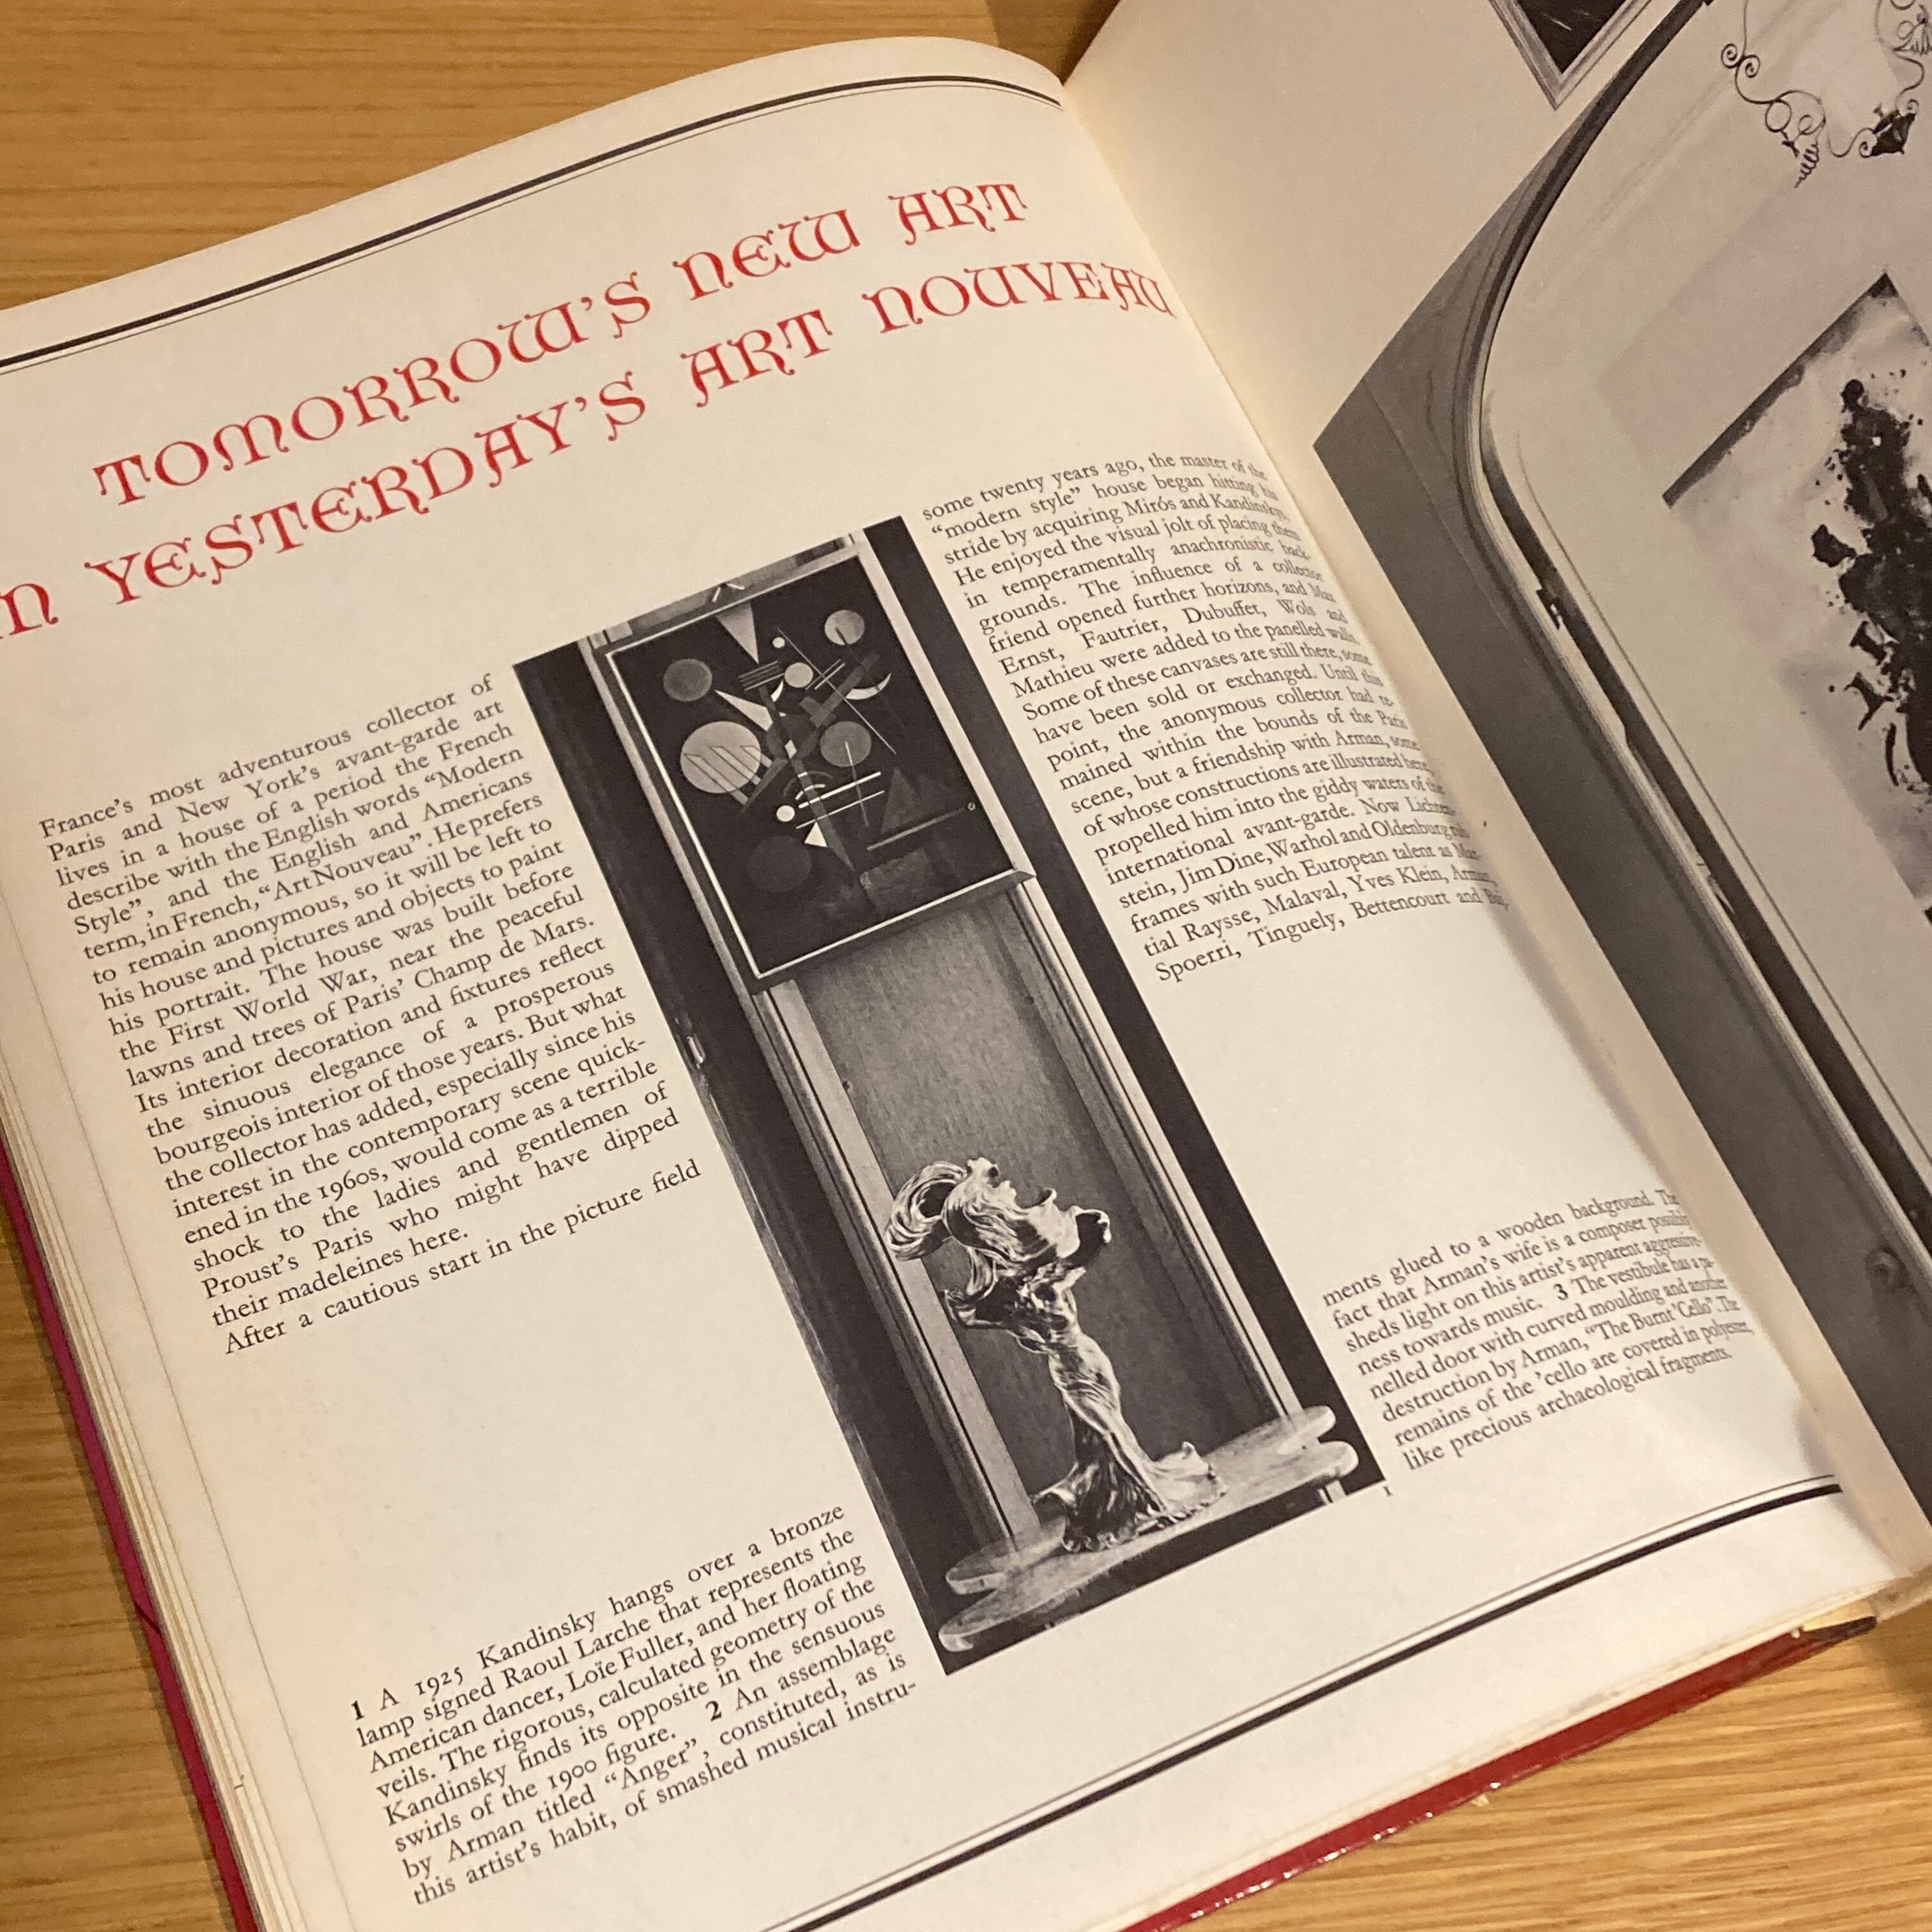 TOMORROW'S NEW ART
IN YESTERDAY'S ART NOUVEAU
France's most adventurous collector of
Paris and New York's avant-garde art
lives in a house of a period the French
describe with the English words “Modern
Style”, and the English and Americans
term, in French, “Art Nouveau”. He prefers
to remain anonymous, so it will be left to
his house and pictures and objects to paint
his portrait. The house was built before
the First World War, near the peaceful
lawns and trees of Paris' Champ de Mars.
Its interior decoration and fixtures reflect
the sinuous elegance of a prosperous
bourgeois interior of those years. But what
the collector has added, especially since his
interest in the contemporary scene quick-
ened in the 1960s, would come as a terrible
shock to the ladies and gentlemen of
Proust's Paris who might have dipped
their madeleines here.
After a cautious start in the picture field
some twenty years ago, the master of the
“modern style” house began hitting his
stride by acquiring Mirós and Kandinskys.
He enjoyed the visual jolt of placing them
in temperamentally anachronistic back-
grounds. The influence of a collector
friend opened further horizons, and Max
Ernst, Fautrier, Dubuffet, Wols and
Mathieu were added to the panelled walls.
Some of these canvases are still there, some
have been sold or exchanged. Until this
point, the anonymous collector had re-
mained within the bounds of the Paris
scene, but a friendship with Arman, some
of whose constructions are illustrated here,
propelled him into the giddy waters of the
international avant-garde. Now Lichten-
stein, Jim Dine, Warhol and Oldenburg rub
frames with such European talent as Mar-
tial Raysse, Malaval, Yves Klein, Arman,
Spoerri, Tinguely, Bettencourt and Baj.
1 A 1925 Kandinsky hangs over a bronze
lamp signed Raoul Larche that represents the
American dancer, Loïe Fuller, and her floating
veils. The rigorous, calculated geometry of the
Kandinsky finds its opposite in the sensuous
swirls of the 1900 figure. 2 An assemblage
by Arman titled “Anger”, constituted, as is
this artist's habit, of smashed musical instru-
ments glued to a wooden background. The
fact that Arman's wife is a composer possibly
sheds light on this artist's apparent aggressive-
ness towards music. 3 The vestibule has a pa-
nelled door with curved moulding and another
destruction by Arman, “The Burnt 'Cello”. The
remains of the 'cello are covered in polyester,
like precious archaeological fragments.
1